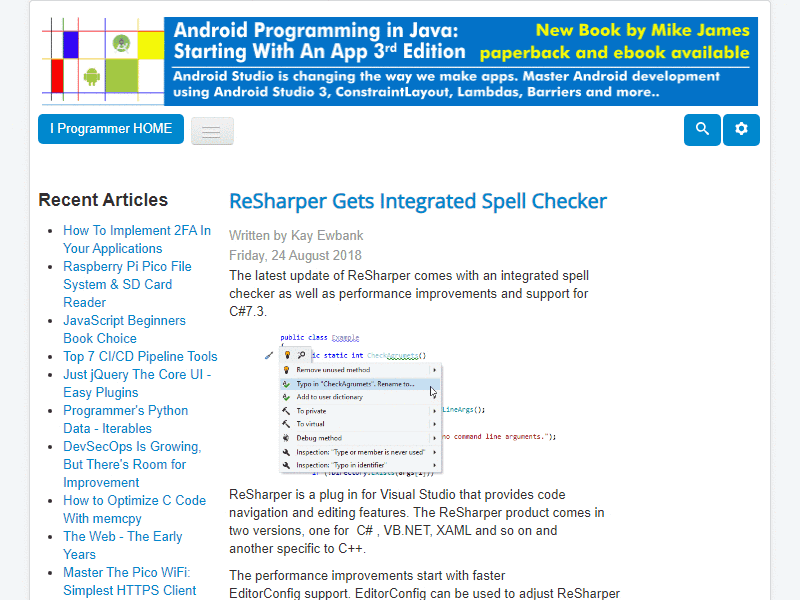 Android Programming in Java:
Starting With An App 3rd Edition
New Book by Mike James
paperback and ebook available
Android Studio is changing the way we make apps. Master Android development
using Android Studio 3, ConstraintLayout, Lambdas, Barriers and more..
I Programmer HOME
Recent Articles
How To Implement 2FA In
Your Applications
Raspberry Pi Pico File
System & SD Card
Reader
JavaScript Beginners
Book Choice
Top 7 CI/CD Pipeline Tools
Just jQuery The Core UI -
Easy Plugins
Programmer's Python
Data - Iterables
DevSecOps Is Growing,
But There's Room for
Improvement
How to Optimize C Code
With memcpy
The Web - The Early
Years
Master The Pico WiFi:
Simplest HTTPS Client
ReSharper Gets Integrated Spell Checker
Written by Kay Ewbank
Friday, 24 August 2018
The latest update of ReSharper comes with an integrated spell
checker as well as performance improvements and support for
C#7.3.
public class Example
ic static int CheckAgrumets()
Remove unused method
Typo in "CheckAgrumets". Rename to...
Add to user dictionary
To private
LineArgs();
To virtual
no command line arguments.");
Debug method
Inspection: "Type or member is never used"
Inspection: "Typo in identifier"
if (!Directory.Exists(args[1]))
ReSharper is a plug in for Visual Studio that provides code
navigation and editing features. The ReSharper product comes in
two versions, one for C# , VB.NET, XAML and so on and
another specific to C++.
The performance improvements start with faster
EditorConfig support. EditorConfig can be used to adjust ReSharper